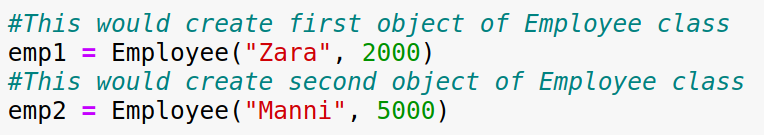 #This would create first object of Employee class
emp1 = Employee("Zara", 2000)
#This would create second object of Employee class
emp2 = Employee("Manni", 5000)